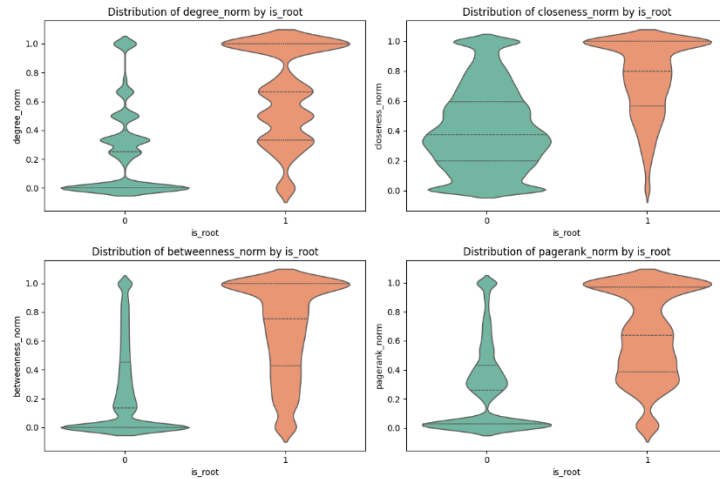 Distribution of degree_norm by is_root
degree_norm
1.0
0.8
0.6
0.4
0.2
0.0
0
1
is_root
Distribution of closeness_norm by is_root
closeness_norm
1.0
0.8
0.6
0.4
0.2
0.0
0
1
is_root
Distribution of betweenness_norm by is_root
betweenness_norm
1.0
0.8
0.6
0.4
0.2
0.0
0
1
is_root
Distribution of pagerank_norm by is_root
pagerank_norm
1.0
0.8
0.6
0.4
0.2
0.0
0
1
is_root